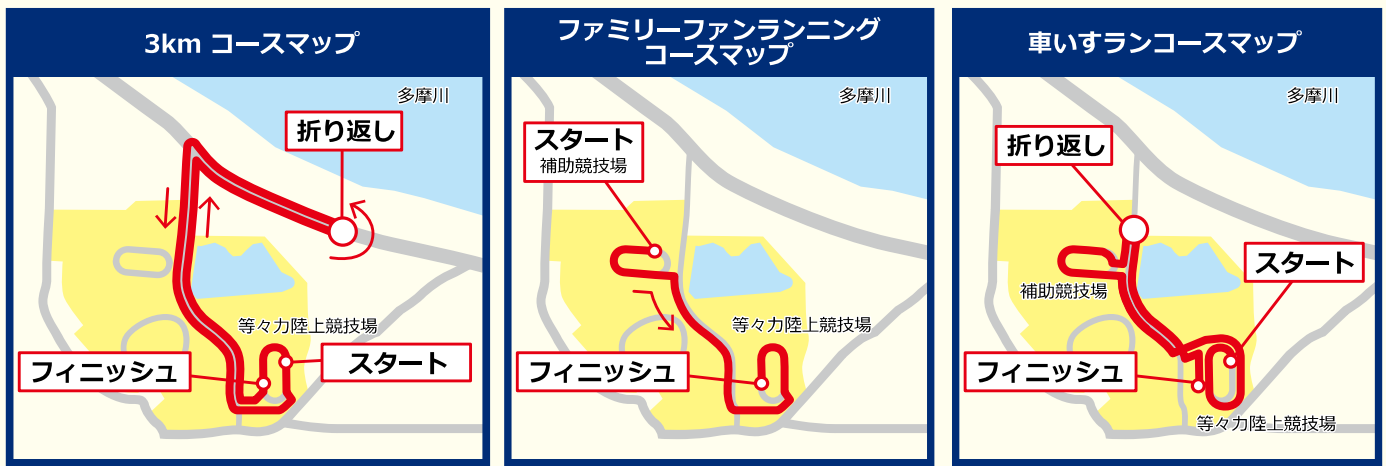 3km コースマップ
多摩川
折り返し
等々力陸上競技場
フィニッシュ
スタート
ファミリーファンランニング
コースマップ
多摩川
スタート
補助競技場
等々力陸上競技場
フィニッシュ
車いすランコースマップ
多摩川
折り返し
スタート
補助競技場
フィニッシュ
等々力陸上競技場